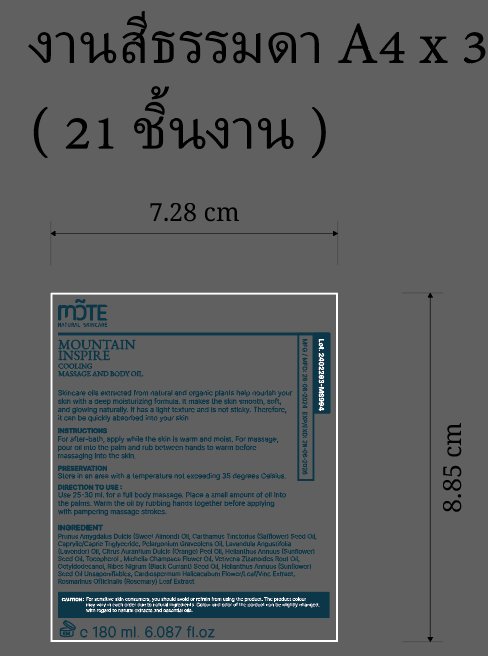 งานสีธรรมดา A4 x 3
( 21 ชิ้นงาน )
7.28 cm
8.85 cm
MÕTE
NATURAL SKINCARE
MOUNTAIN
INSPIRE
COOLING
MASSAGE AND BODY OIL
Lot. 2402283-MS994
Skincare oils extracted from natural and organic plants help nourish your
skin with a deep moisturizing formula. It makes the skin smooth, soft,
and glowing naturally. It has a light texture and is not sticky. Therefore,
it can be quickly absorbed into your skin
INSTRUCTIONS
For after-bath, apply while the skin is warm and moist. For massage,
pour oil into the palm and rub between hands to warm before
massaging into the skin.
PRESERVATION
Store in an area with a temperature not exceeding 35 degrees Celsius.
DIRECTION TO USE :
Use 25-30 ml. for a full body massage. Place a small amount of oil into
the palms. Warm the oil by rubbing hands together before applying
with pampering massage strokes.
INGREDIENT
Prunus Amygdalus Dulcis (Sweet Almond) Oil, Carthamus Tinctorius (Safflower) Seed Oil,
Caprylic/Capric Triglyceride, Pelargonium Graveolens Oil, Lavandula Angustifolia
(Lavender) Oil, Citrus Aurantium Dulcis (Orange) Peel Oil, Helianthus Annuus (Sunflower)
Seed Oil, Tocopherol , Michelia Champaca Flower Oil, Vetiveria Zizanoides Root Oil,
Octyldodecanol, Ribes Nigrum (Black Currant) Seed Oil, Helianthus Annuus (Sunflower)
Seed Oil Unsaponifiables, Cardiospermum Halicacabum Flower/Leaf/Vine Extract,
Rosmarinus Officinalis (Rosemary) Leaf Extract
CAUTION: For sensitive skin consumers, you should avoid or refrain from using the product. The product colour
may vary in each order due to natural ingredients. Colour and odor of the product can be slightly changed,
with regard to nature extracts and essential oils.
e 180 ml. 6.087 fl.oz